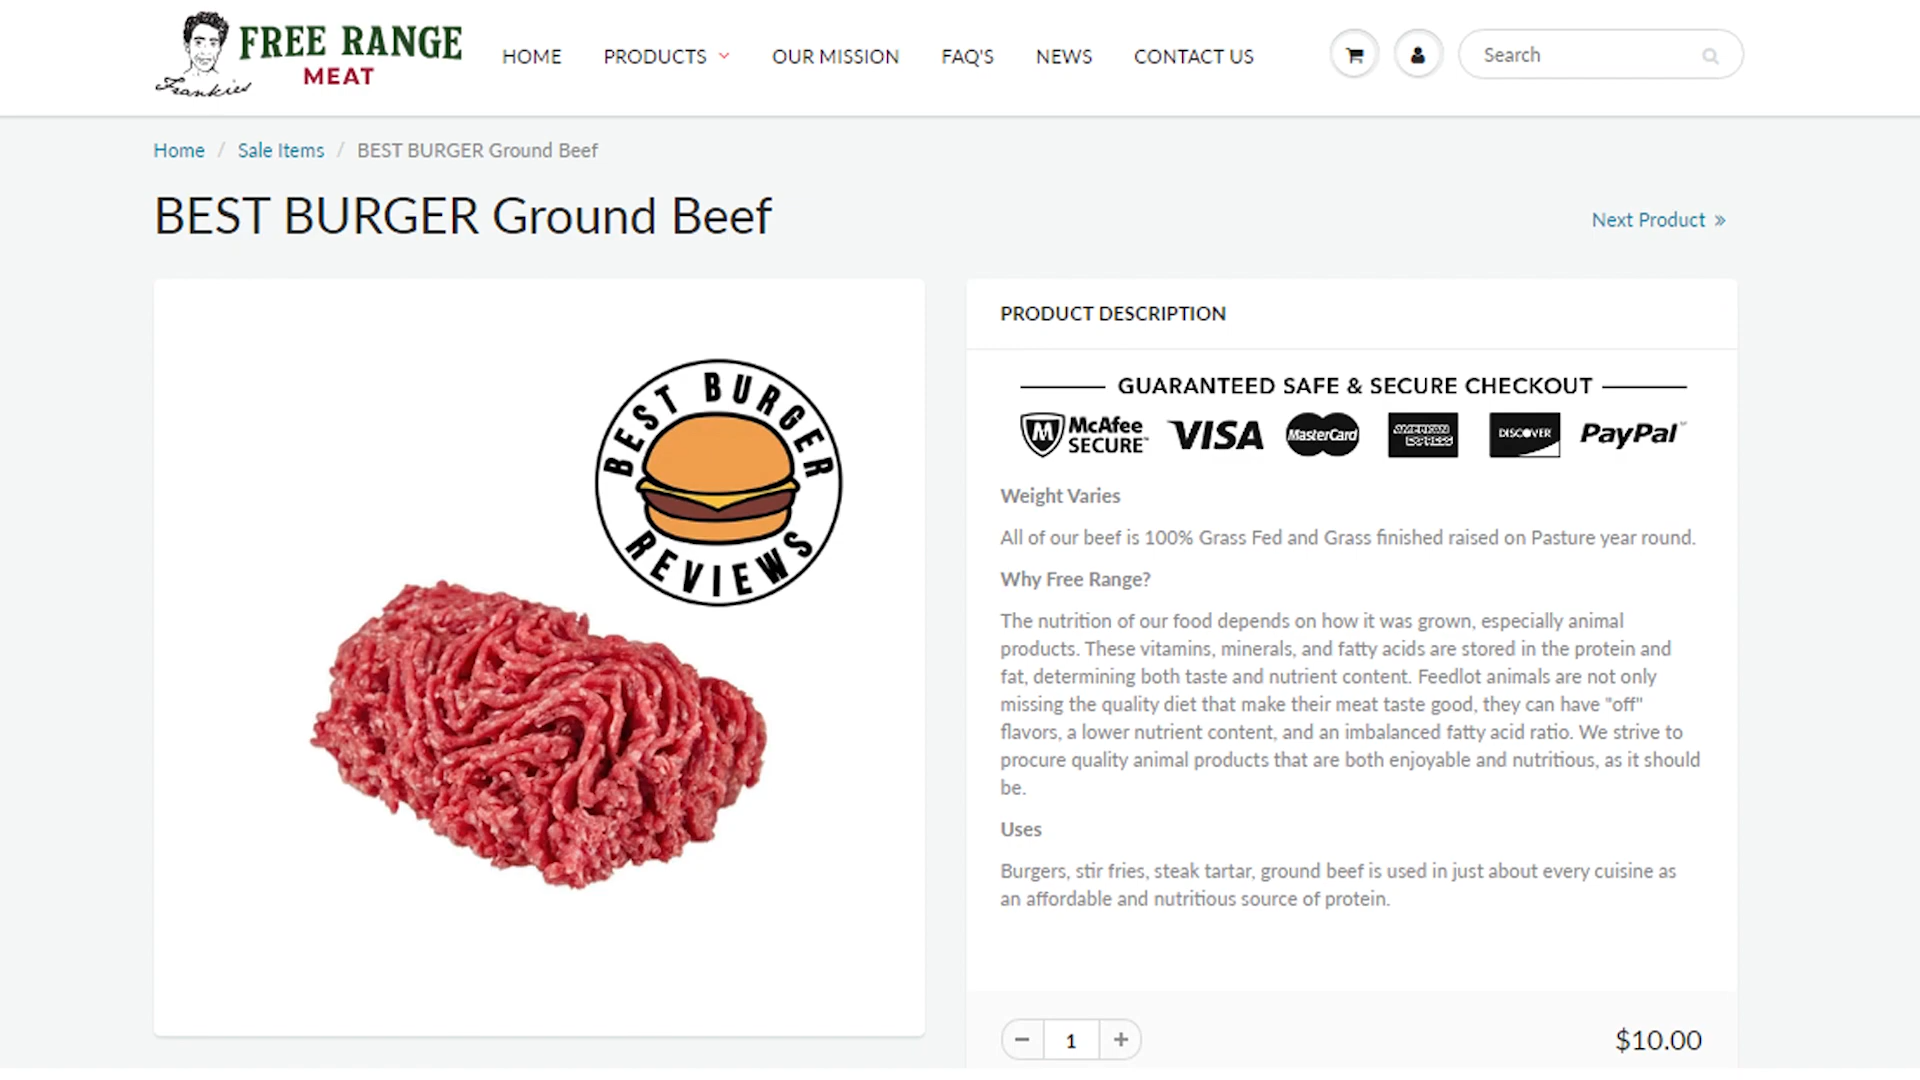 Frankies
FREE RANGE
MEAT
HOME
PRODUCTS
OUR MISSION
FAQ'S
NEWS
CONTACT US
Search
Home / Sale Items / BEST BURGER Ground Beef
BEST BURGER Ground Beef
Next Product »
BEST BURGER
REVIEWS
PRODUCT DESCRIPTION
GUARANTEED SAFE & SECURE CHECKOUT
M McAfee
SECURE™
VISA
MasterCard
AMERICAN
EXPRESS
DISCOVER
PayPal™
Weight Varies
All of our beef is 100% Grass Fed and Grass finished raised on Pasture year round.
Why Free Range?
The nutrition of our food depends on how it was grown, especially animal
products. These vitamins, minerals, and fatty acids are stored in the protein and
fat, determining both taste and nutrient content. Feedlot animals are not only
missing the quality diet that make their meat taste good, they can have "off"
flavors, a lower nutrient content, and an imbalanced fatty acid ratio. We strive to
procure quality animal products that are both enjoyable and nutritious, as it should
be.
Uses
Burgers, stir fries, steak tartar, ground beef is used in just about every cuisine as
an affordable and nutritious source of protein.
− 1 +
$10.00